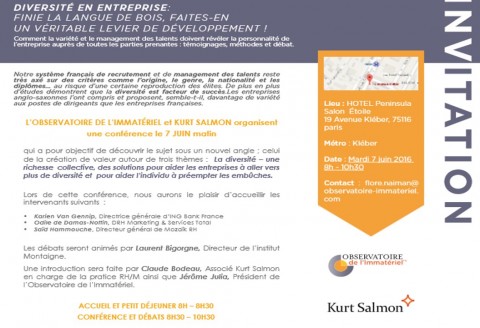 DIVERSITÉ EN ENTREPRISE:
FINIE LA LANGUE DE BOIS, FAITES-EN
UN VÉRITABLE LEVIER DE DÉVELOPPEMENT !
Comment la variété et le management des talents doivent révéler la personnalité de
l'entreprise auprès de toutes les parties prenantes : témoignages, méthodes et débat.
Notre système français de recrutement et de management des talents reste
très axé sur des critères comme l'origine, le genre, la nationalité et les
diplômes... au risque d'une certaine reproduction des élites. De plus en plus
d'études démontrent que la diversité est facteur de succès.Les entreprises
anglo-saxonnes l'ont compris et proposent, semble-t-il, davantage de variété
aux postes de dirigeants que les entreprises françaises.
L'OBSERVATOIRE DE L'IMMATÉRIEL et KURT SALMON organisent
une conférence le 7 JUIN matin
qui a pour objectif de découvrir le sujet sous un nouvel angle ; celui
de la création de valeur autour de trois thèmes : La diversité – une
richesse collective, des solutions pour aider les entreprises à aller vers
plus de diversité et pour aider l'individu à préempter les embûches.
Lors de cette conférence, nous aurons le plaisir d'accueillir les
intervenants suivants :
• Karien Van Gennip, Directrice générale d'ING Bank France
• Odile de Damas-Nottin, DRH Marketing & Services Total
• Saïd Hammouche, Directeur général de Mozaïk RH
Les débats seront animés par Laurent Bigorgne, Directeur de l'institut
Montaigne.
Une introduction sera faite par Claude Bodeau, Associé Kurt Salmon
en charge de la pratice RH/M ainsi que Jérôme Julia, Président de
l'Observatoire de l'Immatériel.
ACCUEIL ET PETIT DÉJEUNER 8H – 8H30
CONFÉRENCE ET DÉBATS 8H30 – 10H30
Lieu : HOTEL Peninsula
Salon Étoile
19 Avenue Kléber, 75116
paris
Métro : Kléber
Date : Mardi 7 juin 2016
8h - 10h30
Contact : flore.naiman@
observatoire-immateriel.
com
INVITATION
OBSERVATOIRE
de l'Immatériel
Kurt Salmon